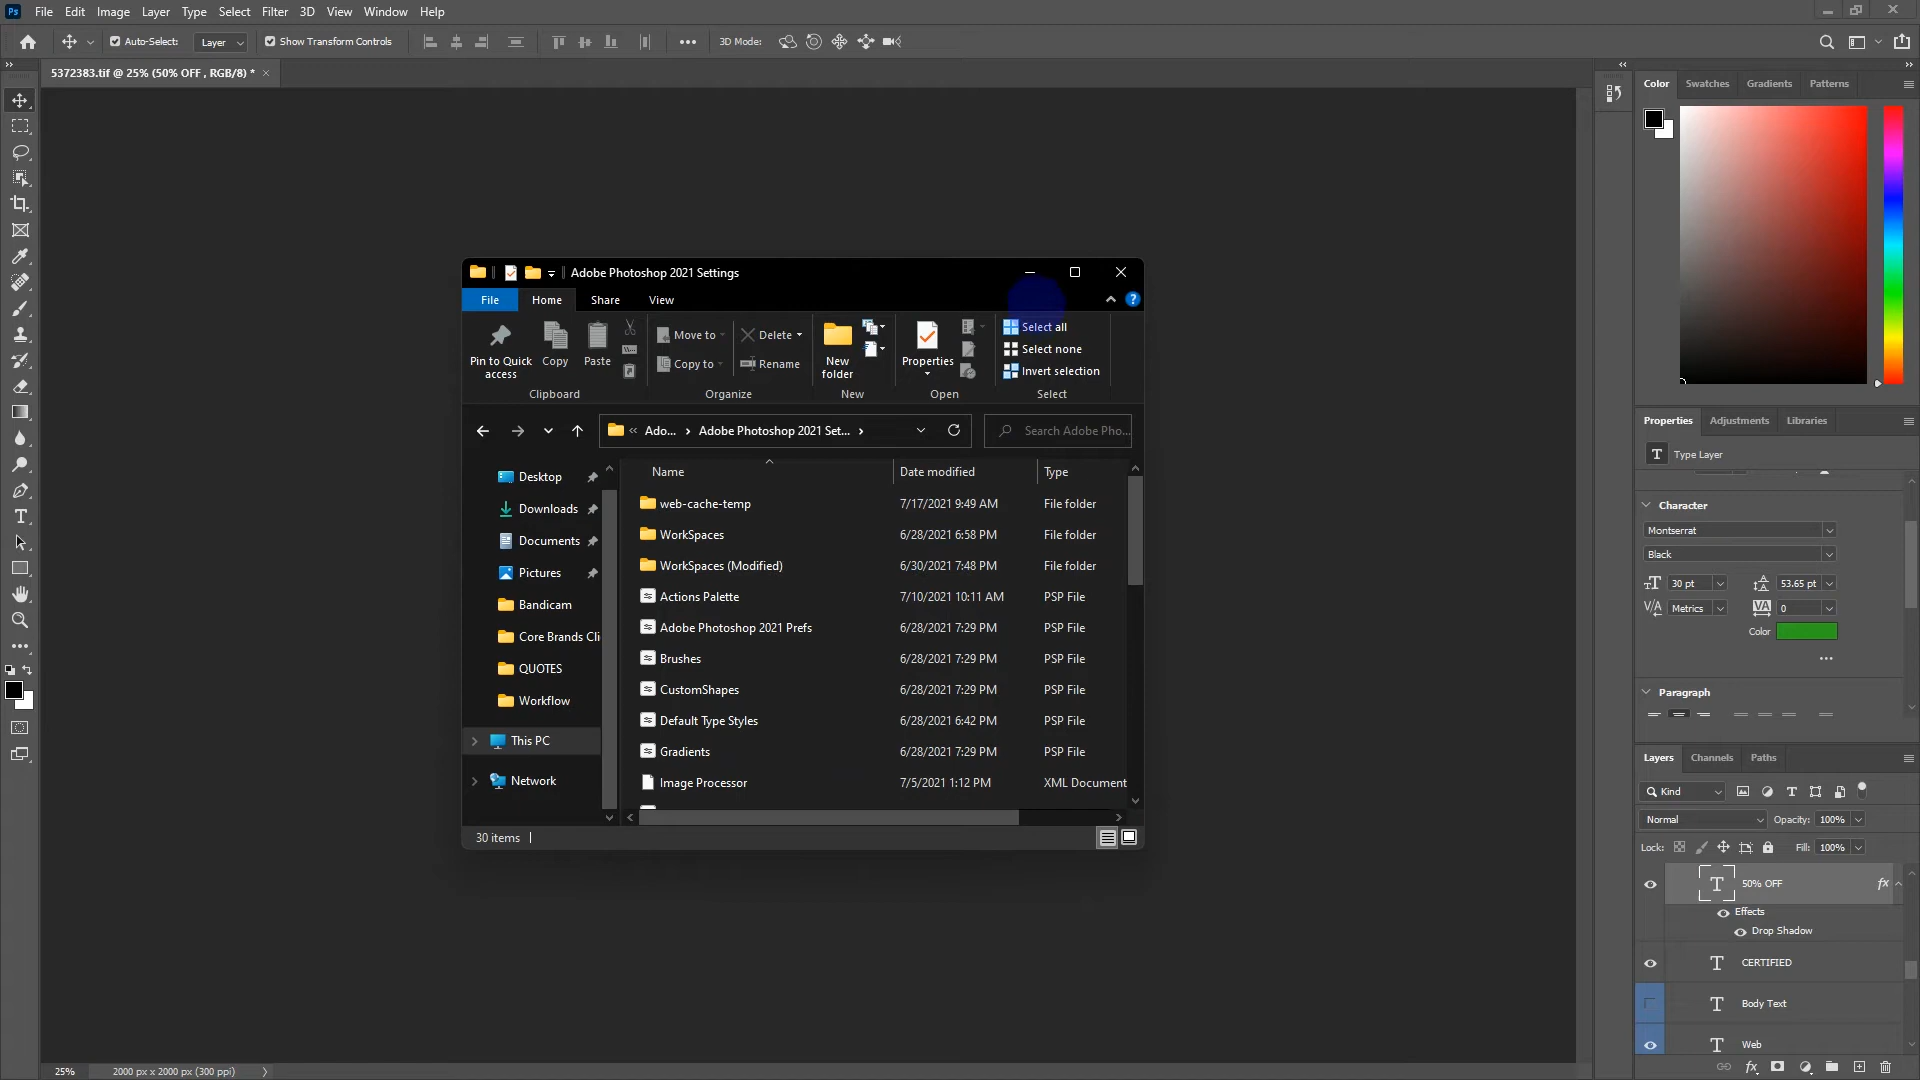 Ps File Edit Image Layer Type Select Filter 3D View Window Help
Auto-Select: Layer Show Transform Controls 3D Mode:
5372383.tif @ 25% (50% OFF , RGB/8) *
Color Swatches Gradients Patterns
Adobe Photoshop 2021 Settings
File Home Share View
Pin to Quick access
Copy
Paste
Move to
Copy to
Delete
Rename
New folder
Properties
Select all
Select none
Invert selection
Clipboard Organize New Open Select
Ado... Adobe Photoshop 2021 Set... Search Adobe Pho...
Desktop
Downloads
Documents
Pictures
Bandicam
Core Brands Cli
QUOTES
Workflow
This PC
Network
Name Date modified Type
web-cache-temp 7/17/2021 9:49 AM File folder
WorkSpaces 6/28/2021 6:58 PM File folder
WorkSpaces (Modified) 6/30/2021 7:48 PM File folder
Actions Palette 7/10/2021 10:11 AM PSP File
Adobe Photoshop 2021 Prefs 6/28/2021 7:29 PM PSP File
Brushes 6/28/2021 7:29 PM PSP File
CustomShapes 6/28/2021 7:29 PM PSP File
Default Type Styles 6/28/2021 6:42 PM PSP File
Gradients 6/28/2021 7:29 PM PSP File
Image Processor 7/5/2021 1:12 PM XML Document
30 items
Properties Adjustments Libraries
T Type Layer
Character
Montserrat
Black
30 pt 53.65 pt
Metrics 0
Color
Paragraph
Layers Channels Paths
Kind
Normal Opacity: 100%
Lock: Fill: 100%
T 50% OFF fx
Effects
Drop Shadow
T CERTIFIED
T Body Text
T Web
fx
25% 2000 px x 2000 px (300 ppi)